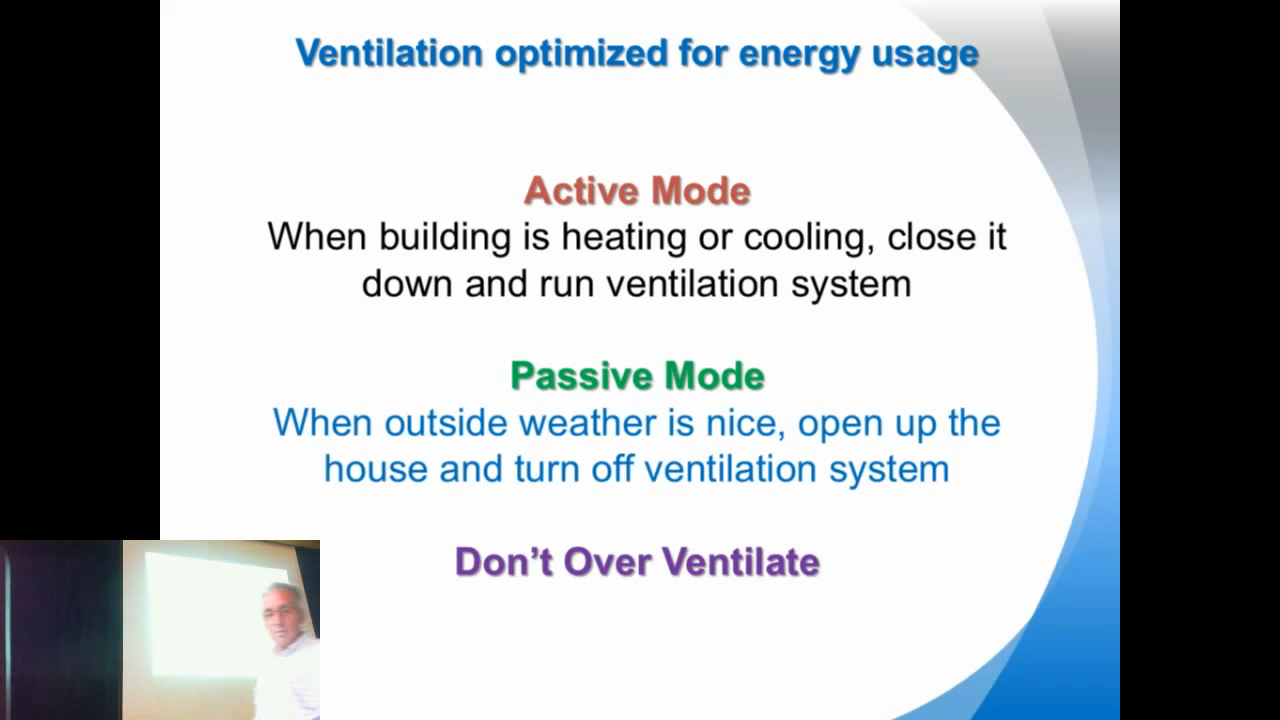 Ventilation optimized for energy usage
Active Mode
When building is heating or cooling, close it
down and run ventilation system
Passive Mode
When outside weather is nice, open up the
house and turn off ventilation system
Don’t Over Ventilate